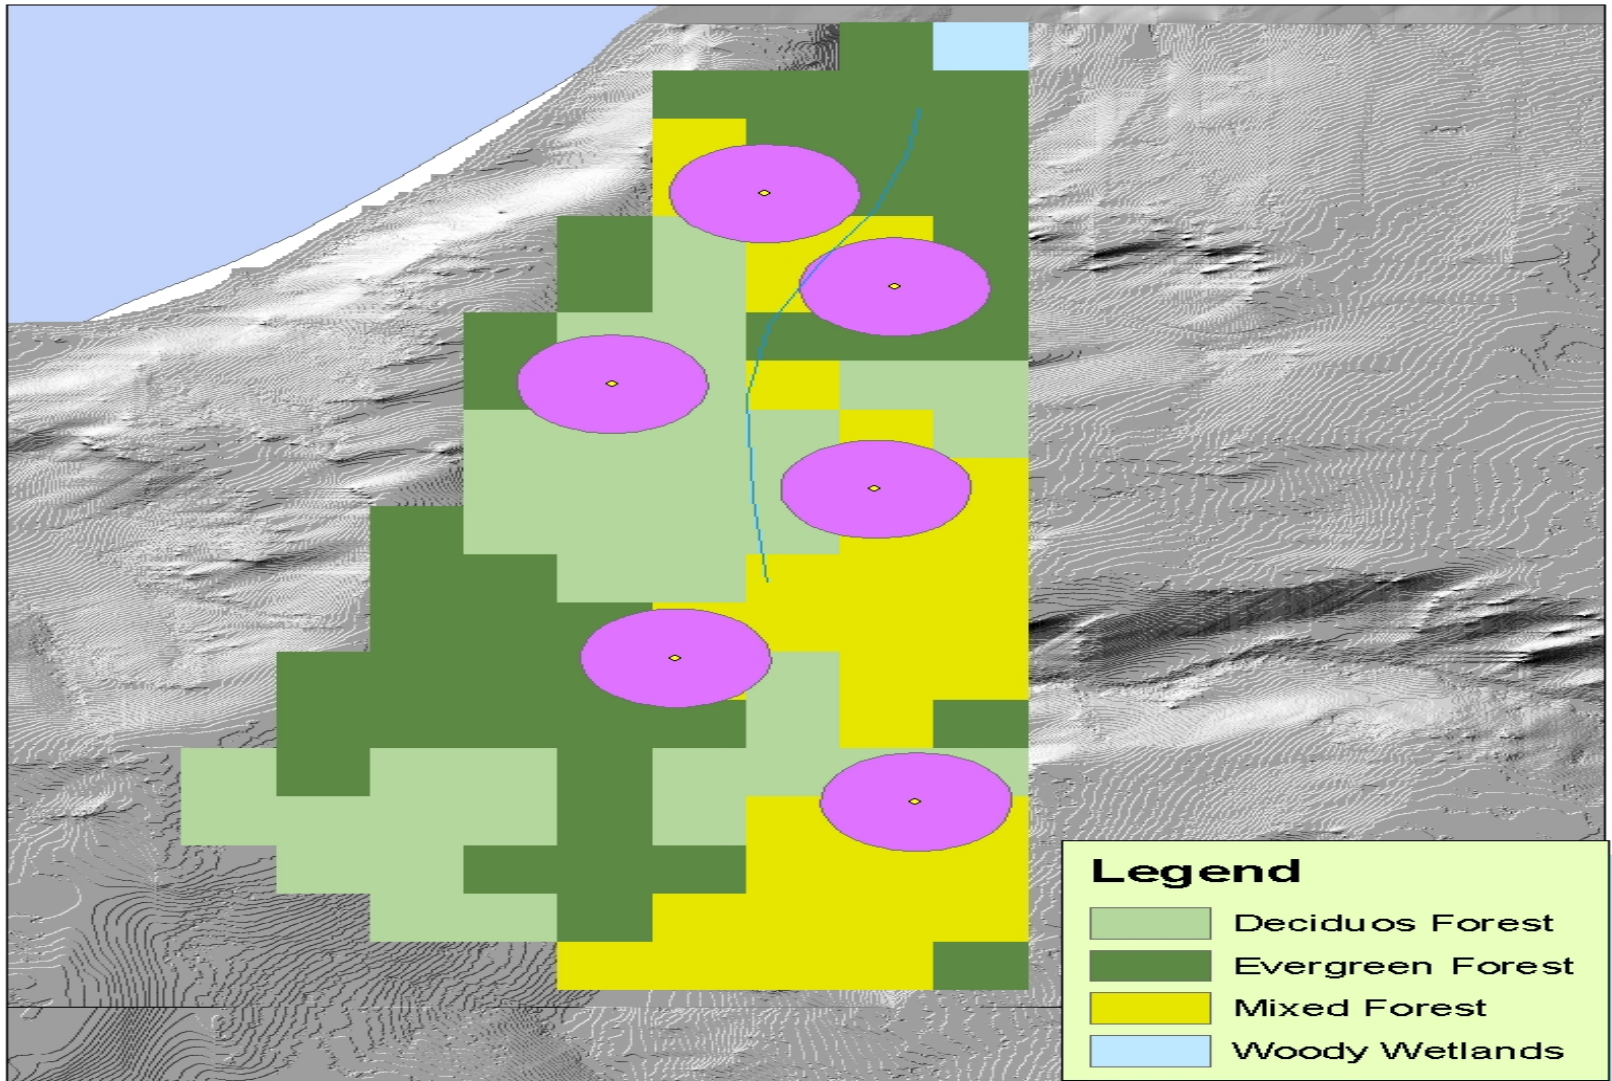 Legend
Deciduos Forest
Evergreen Forest
Mixed Forest
Woody Wetlands